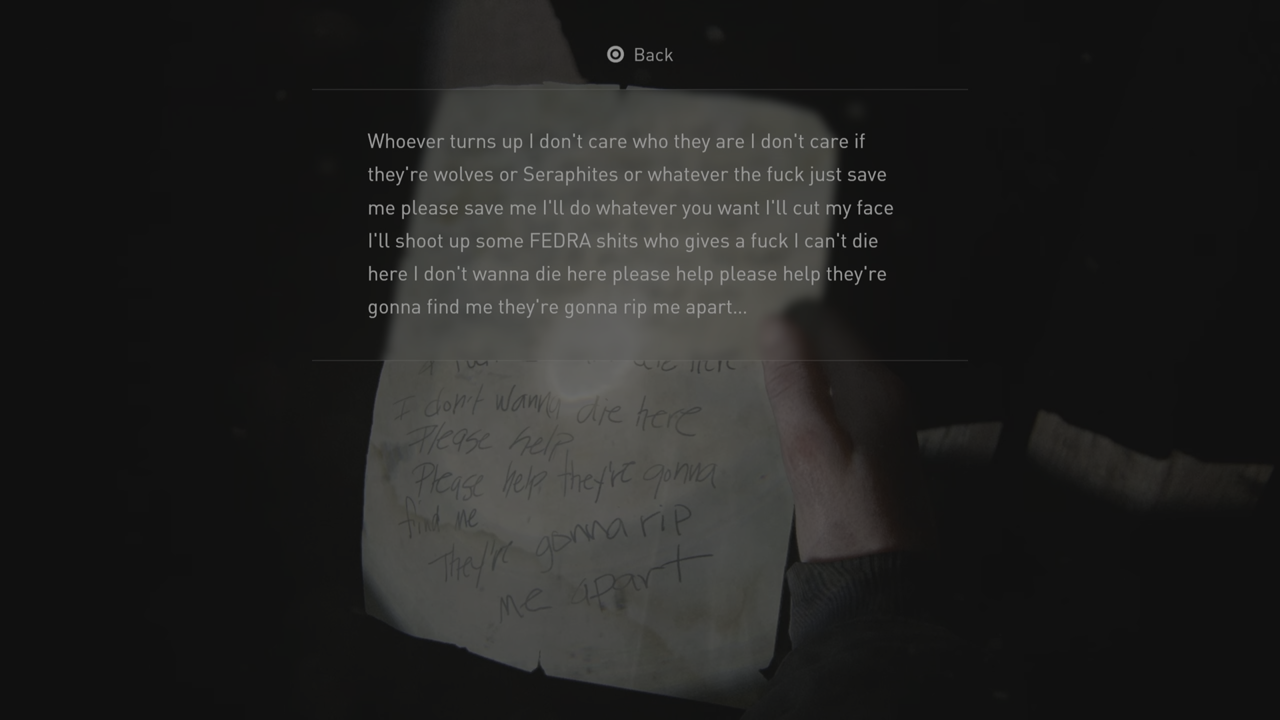 Back
Whoever turns up I don't care who they are I don't care if
they're wolves or Seraphites or whatever the fuck just save
me please save me I'll do whatever you want I'll cut my face
I'll shoot up some FEDRA shits who gives a fuck I can't die
here I don't wanna die here please help please help they're
gonna find me they're gonna rip me apart...
die here
I don't wanna die here
Please help
Please help they're gonna
find me
They're gonna rip
me apart